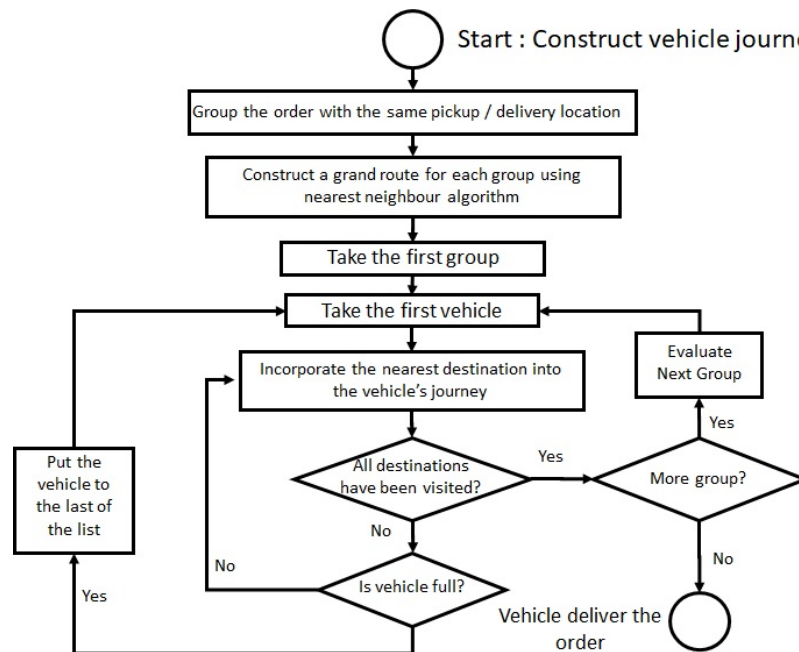 Start : Construct vehicle journe
Group the order with the same pickup / delivery location
Construct a grand route for each group using
nearest neighbour algorithm
Take the first group
Take the first vehicle
Incorporate the nearest destination into
the vehicle's journey
Evaluate
Next Group
Yes
All destinations
have been visited?
Yes
More group?
Put the
vehicle to
the last of
the list
No
No
No
Is vehicle full?
Yes
Vehicle deliver the
order